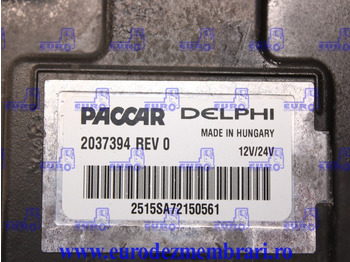 PACCAR DELPHI
MADE IN HUNGARY
2037394 REV 0
12V/24V
2515SA72150561
www.eurodezmembrari.ro